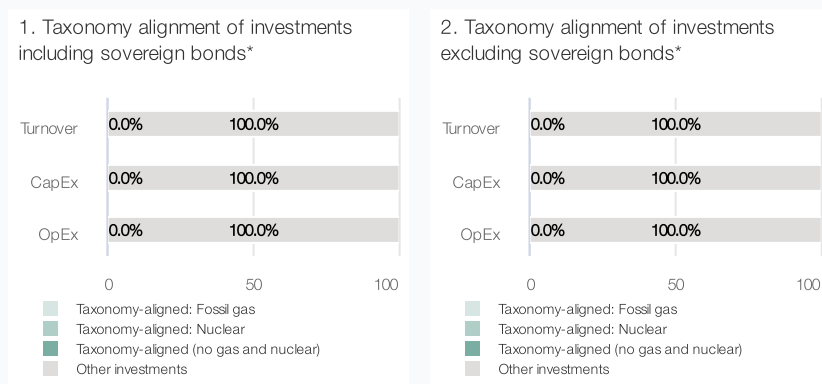 1. Taxonomy alignment of investments
including sovereign bonds*
Turnover
0.0%
100.0%
CapEx
0.0%
100.0%
OpEx
0.0%
100.0%
0
50
100
Taxonomy-aligned: Fossil gas
Taxonomy-aligned: Nuclear
Taxonomy-aligned (no gas and nuclear)
Other investments
2. Taxonomy alignment of investments
excluding sovereign bonds*
Turnover
0.0%
100.0%
CapEx
0.0%
100.0%
OpEx
0.0%
100.0%
0
50
100
Taxonomy-aligned: Fossil gas
Taxonomy-aligned: Nuclear
Taxonomy-aligned (no gas and nuclear)
Other investments